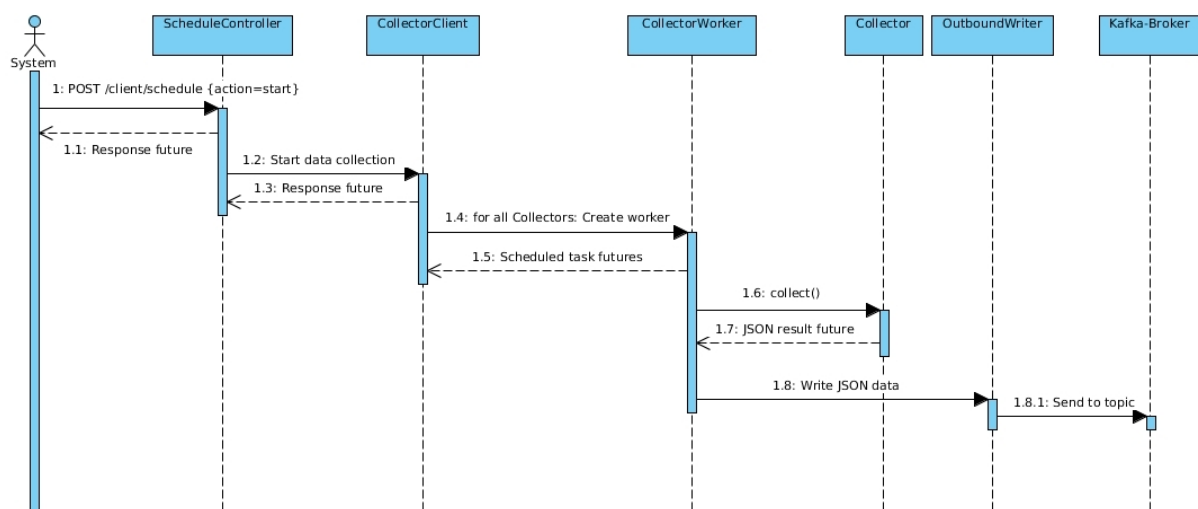 ScheduleController
CollectorClient
CollectorWorker
Collector
OutboundWriter
Kafka-Broker
System
1: POST /client/schedule {action=start}
1.1: Response future
1.2: Start data collection
1.3: Response future
1.4: for all Collectors: Create worker
1.5: Scheduled task futures
1.6: collect()
1.7: JSON result future
1.8: Write JSON data
1.8.1: Send to topic